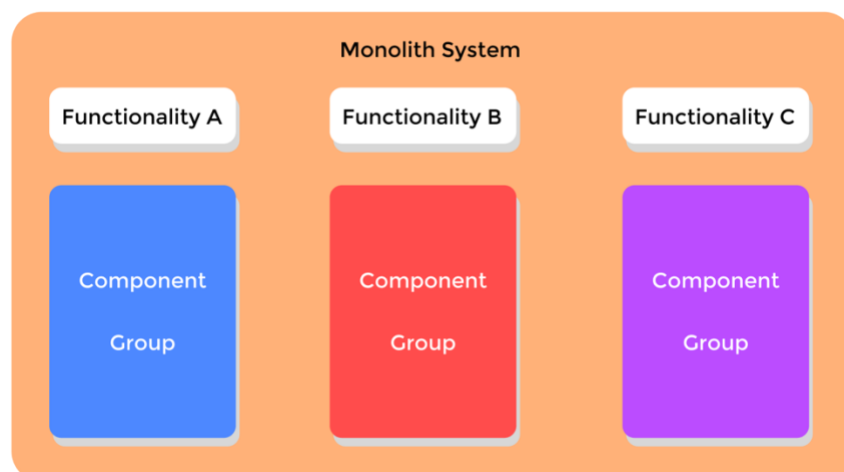 Monolith System
Functionality A
Functionality B
Functionality C
Component
Group
Component
Group
Component
Group